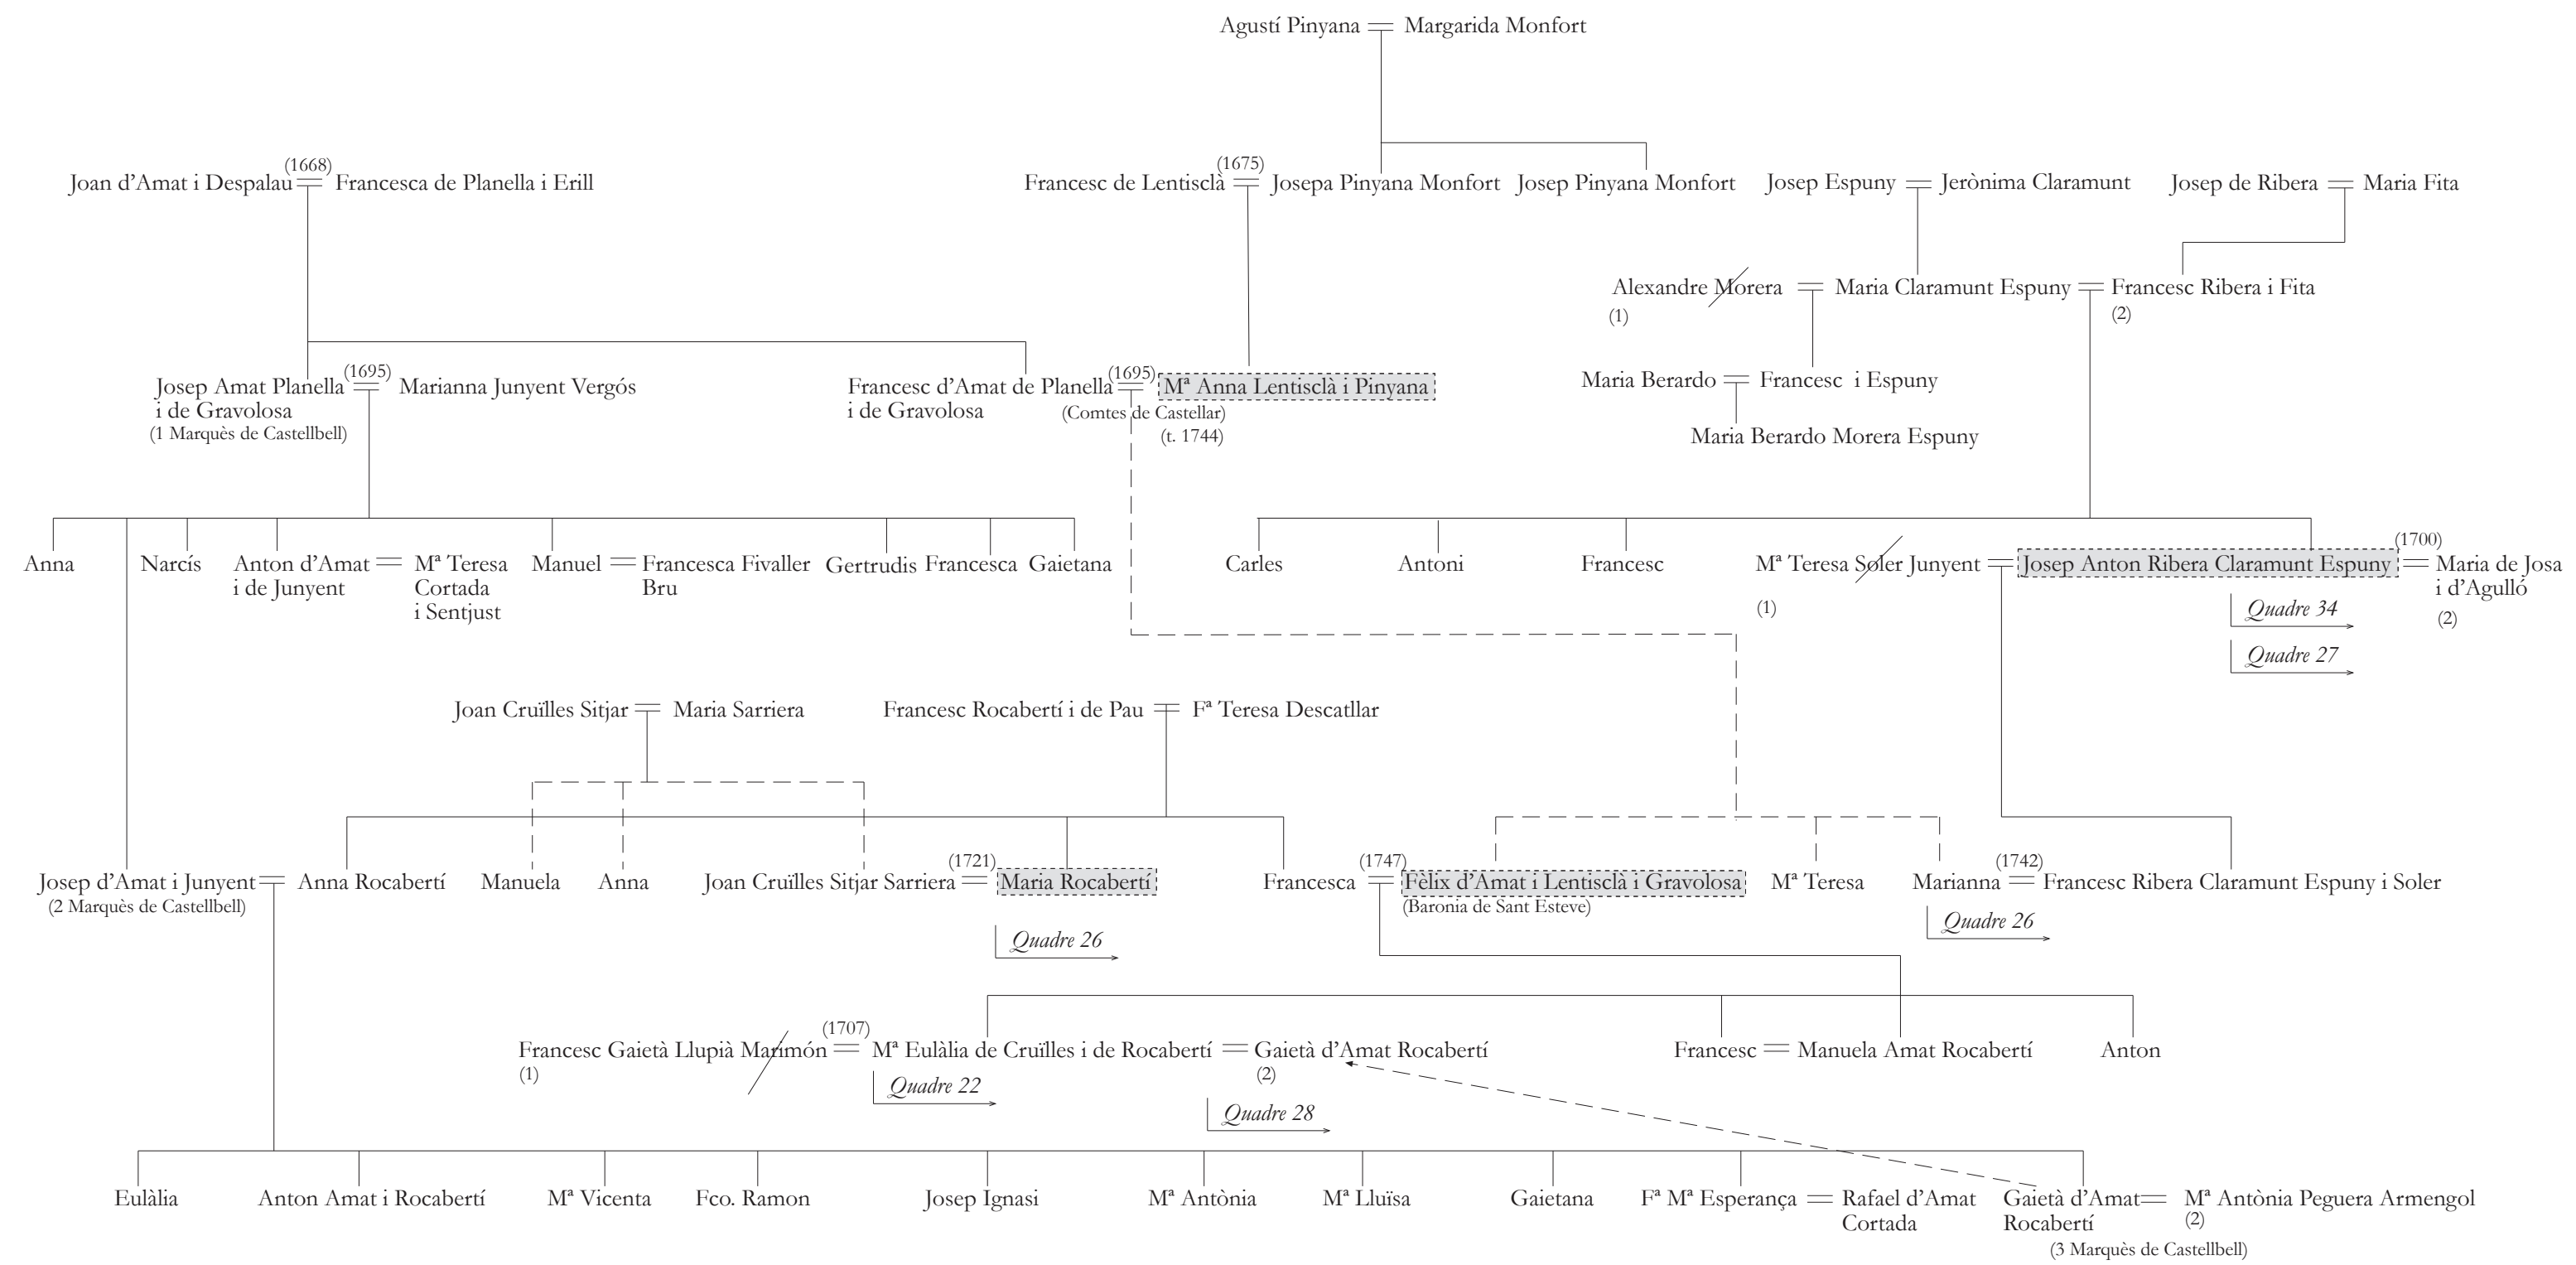 Agustí Pinyana Margarida Monfort
(1668)
Joan d'Amat i Despalau Francesca de Planella i Erill
(1675)
Francesc de Lentisclà Josepa Pinyana Monfort Josep Pinyana Monfort
Josep Espuny Jerònima Claramunt
Josep de Ribera Maria Fita
Alexandre Morera Maria Claramunt Espuny Francesc Ribera i Fita
(1) (2)
(1695)
Josep Amat Planella Marianna Junyent Vergós
i de Gravolosa
(1 Marquès de Castellbell)
(1695)
Francesc d'Amat de Planella Mª Anna Lentisclà i Pinyana
i de Gravolosa
(Comtes de Castellar)
(t. 1744)
Maria Berardo Francesc i Espuny
Maria Berardo Morera Espuny
Anna
Narcís
Anton d'Amat
i de Junyent
Mª Teresa
Cortada
i Sentjust
Manuel
Francesca Fivaller
Bru
Gertrudis
Francesca
Gaietana
Carles
Antoni
Francesc
Mª Teresa Soler Junyent
(1)
Josep Anton Ribera Claramunt Espuny
(1700)
Maria de Josa
i d'Agulló
(2)
Quadre 34
Quadre 27
Joan Cruïlles Sitjar Maria Sarriera
Francesc Rocabertí i de Pau Fª Teresa Descatllar
Josep d'Amat i Junyent Anna Rocabertí
(2 Marquès de Castellbell)
Manuela
Anna
(1721)
Joan Cruïlles Sitjar Sarriera Maria Rocabertí
Quadre 26
(1747)
Francesca Fèlix d'Amat i Lentisclà i Gravolosa
(Baronia de Sant Esteve)
Mª Teresa
(1742)
Marianna Francesc Ribera Claramunt Espuny i Soler
Quadre 26
(1707)
Francesc Gaietà Llupià Marimón Mª Eulàlia de Cruïlles i de Rocabertí Gaietà d'Amat Rocabertí
(1) (2)
Quadre 22
Quadre 28
Francesc Manuela Amat Rocabertí
Anton
Eulàlia
Anton Amat i Rocabertí
Mª Vicenta
Fco. Ramon
Josep Ignasi
Mª Antònia
Mª Lluïsa
Gaietana
Fª Mª Esperança
Rafael d'Amat
Cortada
Gaietà d'Amat
Rocabertí
(3 Marquès de Castellbell)
Mª Antònia Peguera Armengol
(2)